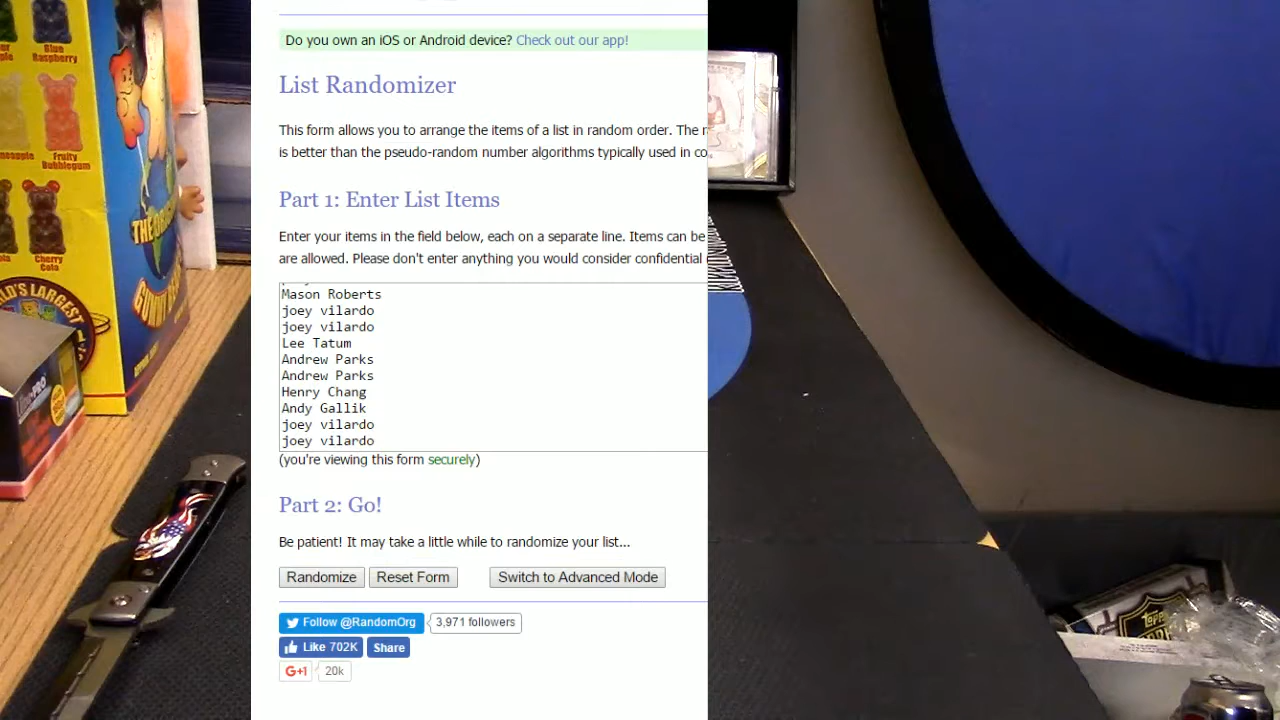 Do you own an iOS or Android device? Check out our app!
List Randomizer
This form allows you to arrange the items of a list in random order. The
is better than the pseudo-random number algorithms typically used in
Part 1: Enter List Items
Enter your items in the field below, each on a separate line. Items can be
are allowed. Please don't enter anything you would consider confidential
Mason Roberts
joey vilardo
joey vilardo
Lee Tatum
Andrew Parks
Andrew Parks
Henry Chang
Andy Gallik
joey vilardo
joey vilardo
(you're viewing this form securely)
Part 2: Go!
Be patient! It may take a little while to randomize your list...
Randomize Reset Form Switch to Advanced Mode
Follow @RandomOrg 3,971 followers
Like 702K Share
G+1 20k
Blue
Raspberry
Fruity
Bubblegum
Cherry
Cola
THE
LARGEST
PRO
Topps